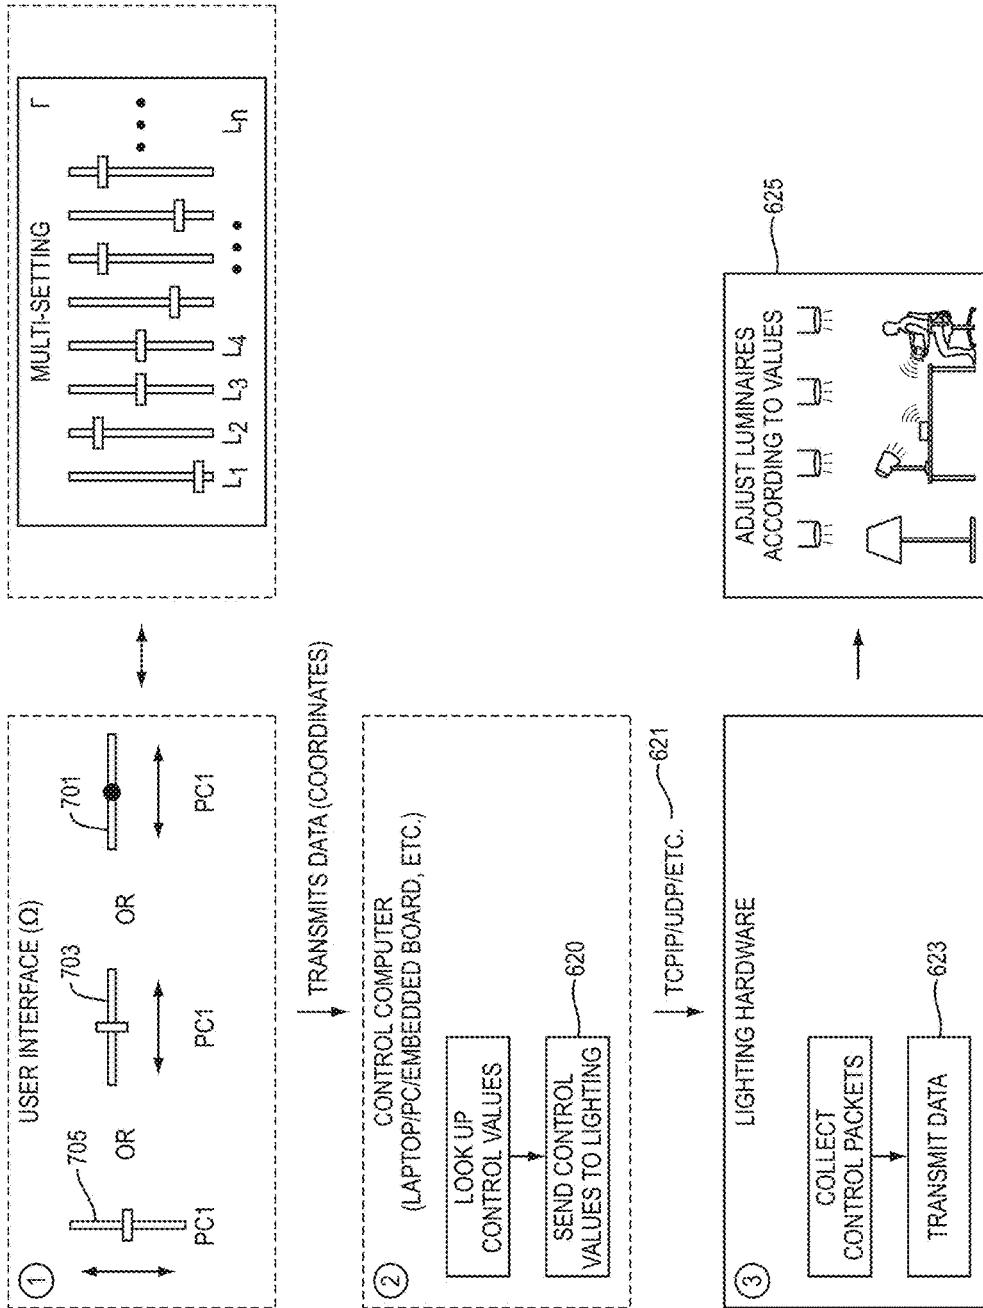 1
USER INTERFACE (Ω)
705
PC1
OR
703
PC1
OR
701
PC1
MULTI-SETTING
Γ
L1
L2
L3
L4
Ln
TRANSMITS DATA (COORDINATES)
2
CONTROL COMPUTER
(LAPTOP/PC/EMBEDDED BOARD, ETC.)
LOOK UP
CONTROL VALUES
SEND CONTROL
VALUES TO LIGHTING
620
TCPIP/UDP/ETC.
621
3
LIGHTING HARDWARE
COLLECT
CONTROL PACKETS
TRANSMIT DATA
623
ADJUST LUMINAIRES
ACCORDING TO VALUES
625